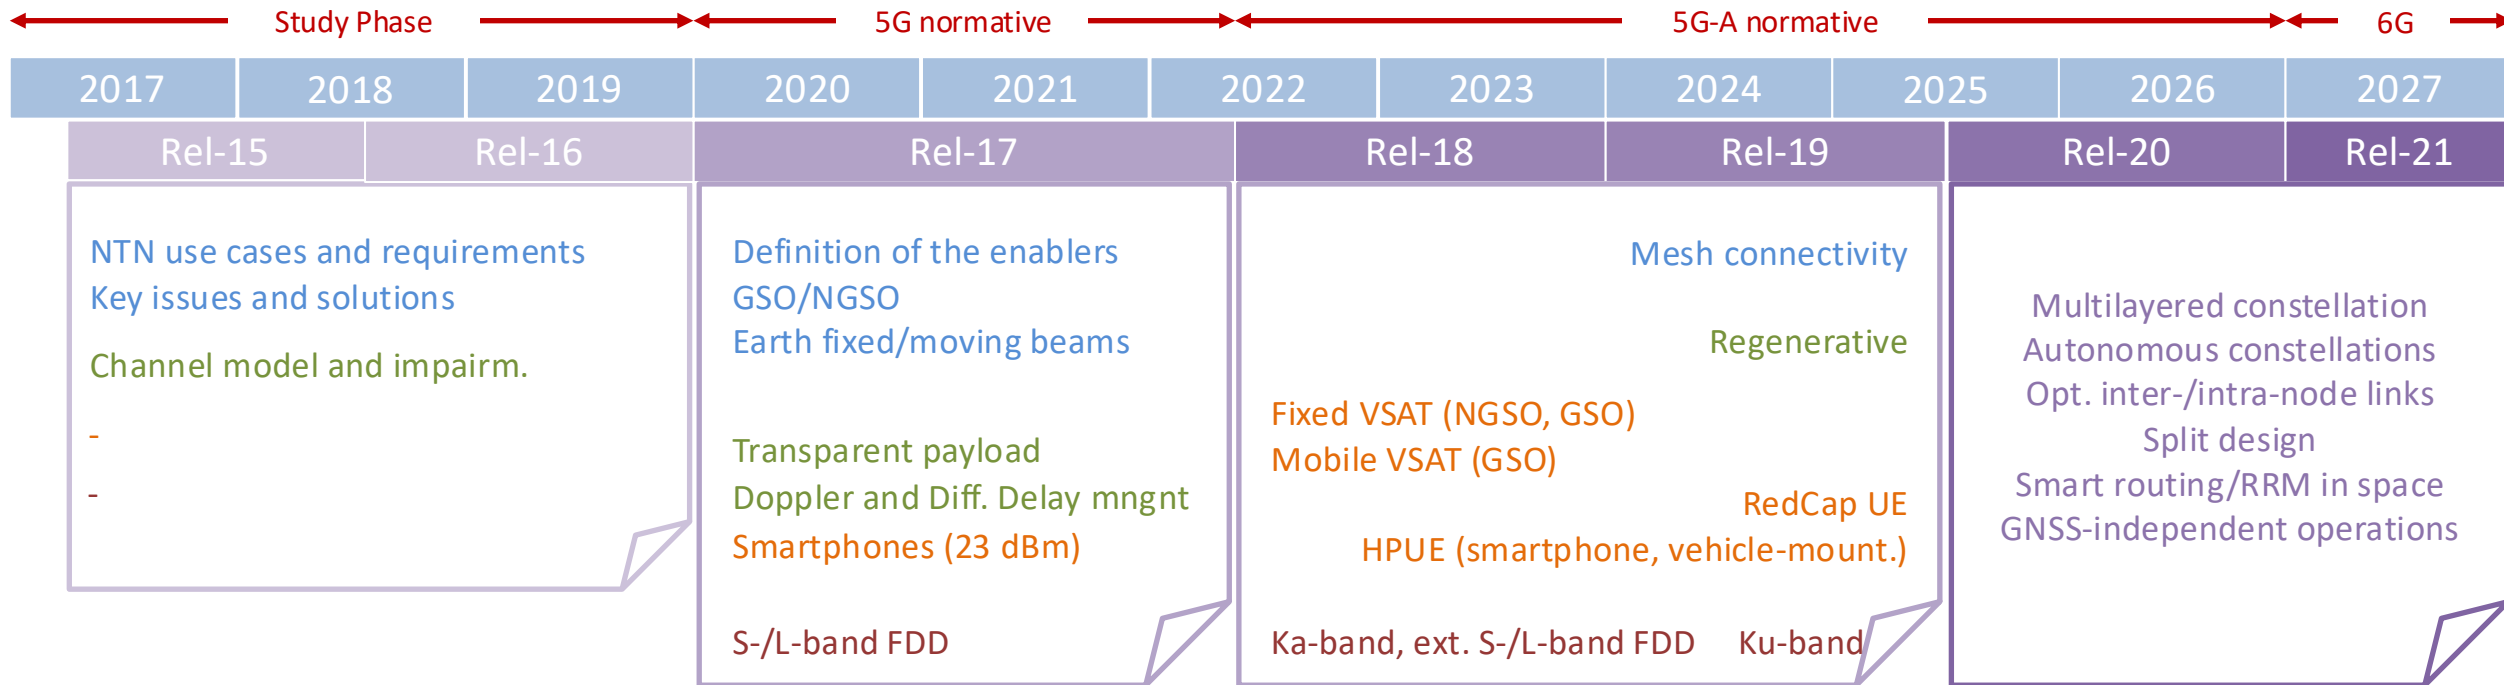 Study Phase
5G normative
5G-A normative
6G
2017
2018
2019
2020
2021
2022
2023
2024
2025
2026
2027
Rel-15
Rel-16
Rel-17
Rel-18
Rel-19
Rel-20
Rel-21
NTN use cases and requirements
Key issues and solutions
Channel model and impairm.
-
-
Definition of the enablers
GSO/NGSO
Earth fixed/moving beams
Transparent payload
Doppler and Diff. Delay mngnt
Smartphones (23 dBm)
S-/L-band FDD
Mesh connectivity
Regenerative
Fixed VSAT (NGSO, GSO)
Mobile VSAT (GSO)
RedCap UE
HPUE (smartphone, vehicle-mount.)
Ka-band, ext. S-/L-band FDD
Ku-band
Multilayered constellation
Autonomous constellations
Opt. inter-/intra-node links
Split design
Smart routing/RRM in space
GNSS-independent operations